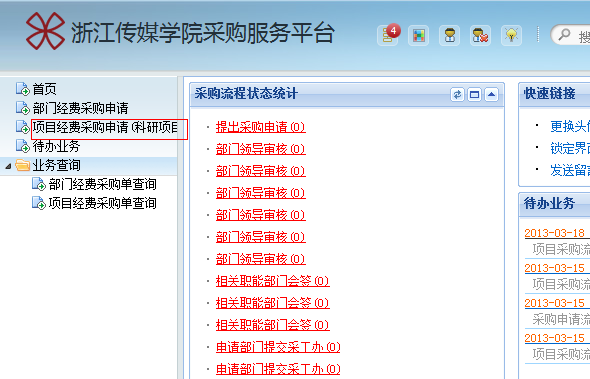 浙江传媒学院采购服务平台
4
搜
首页
部门经费采购申请
项目经费采购申请(科研项目
待办业务
业务查询
部门经费采购单查询
项目经费采购单查询
采购流程状态统计
提出采购申请(0)
部门领导审核(0)
部门领导审核(0)
部门领导审核(0)
部门领导审核(0)
部门领导审核(0)
部门领导审核(0)
相关职能部门会签(0)
相关职能部门会签(0)
相关职能部门会签(0)
申请部门提交采工办(0)
申请部门提交采工办(0)
快速链接
更换头像
锁定界面
发送留言
待办业务
2013-03-18
项目采购流
2013-03-15
项目采购流
2013-03-15
采购申请流
2013-03-15
项目采购流